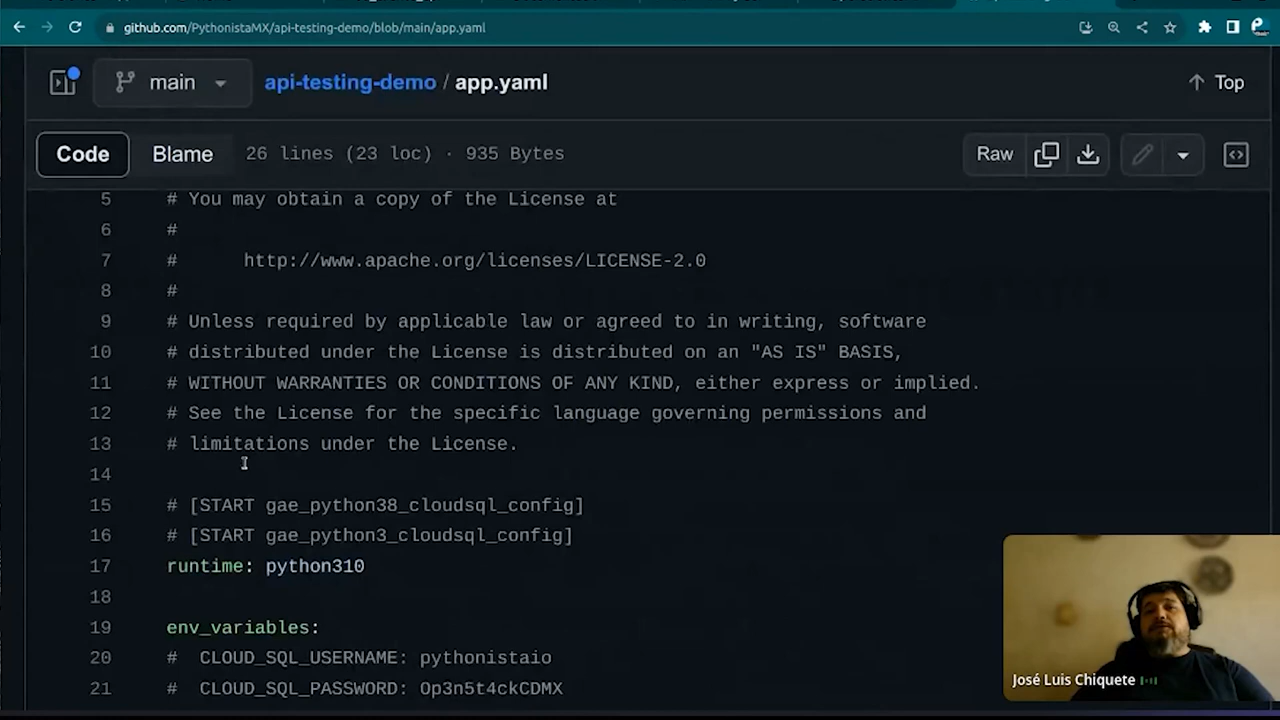 github.com/PythonistaMX/api-testing-demo/blob/main/app.yaml
main
api-testing-demo / app.yaml
Top
Code
Blame
26 lines (23 loc) · 935 Bytes
Raw
5 # You may obtain a copy of the License at
6 #
7 # http://www.apache.org/licenses/LICENSE-2.0
8 #
9 # Unless required by applicable law or agreed to in writing, software
10 # distributed under the License is distributed on an "AS IS" BASIS,
11 # WITHOUT WARRANTIES OR CONDITIONS OF ANY KIND, either express or implied.
12 # See the License for the specific language governing permissions and
13 # limitations under the License.
14
15 # [START gae_python38_cloudsql_config]
16 # [START gae_python3_cloudsql_config]
17 runtime: python310
18
19 env_variables:
20 # CLOUD_SQL_USERNAME: pythonistaio
21 # CLOUD_SQL_PASSWORD: Op3n5t4ckCDMX
José Luis Chiquete